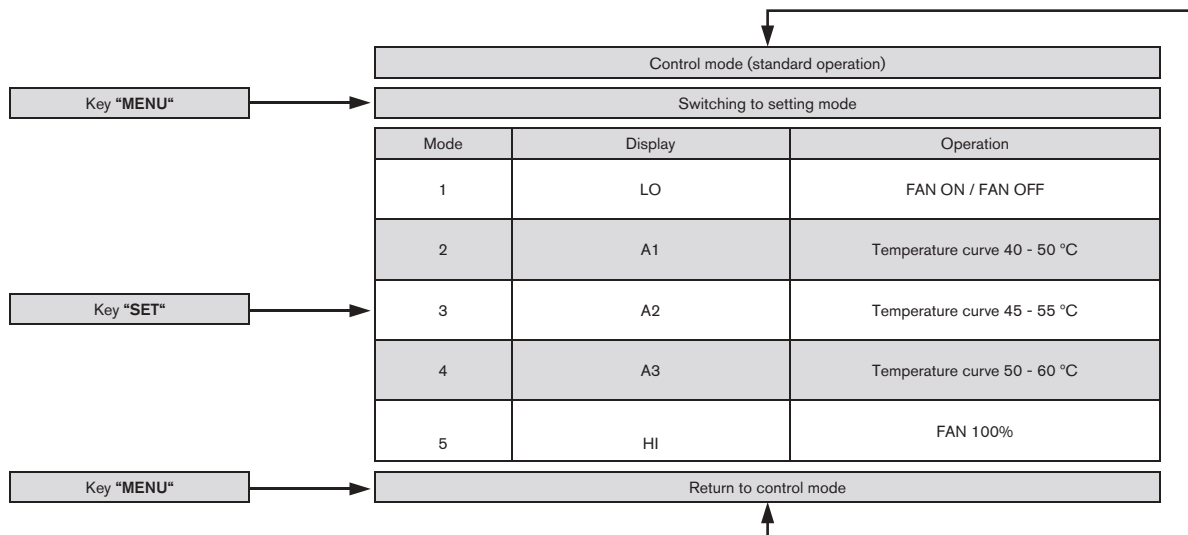 Control mode (standard operation)
Key “MENU“ Switching to setting mode
Mode Display Operation
1 LO FAN ON / FAN OFF
2 A1 Temperature curve 40 - 50 °C
Key “SET“ 3 A2 Temperature curve 45 - 55 °C
4 A3 Temperature curve 50 - 60 °C
5 HI FAN 100%
Key “MENU“ Return to control mode